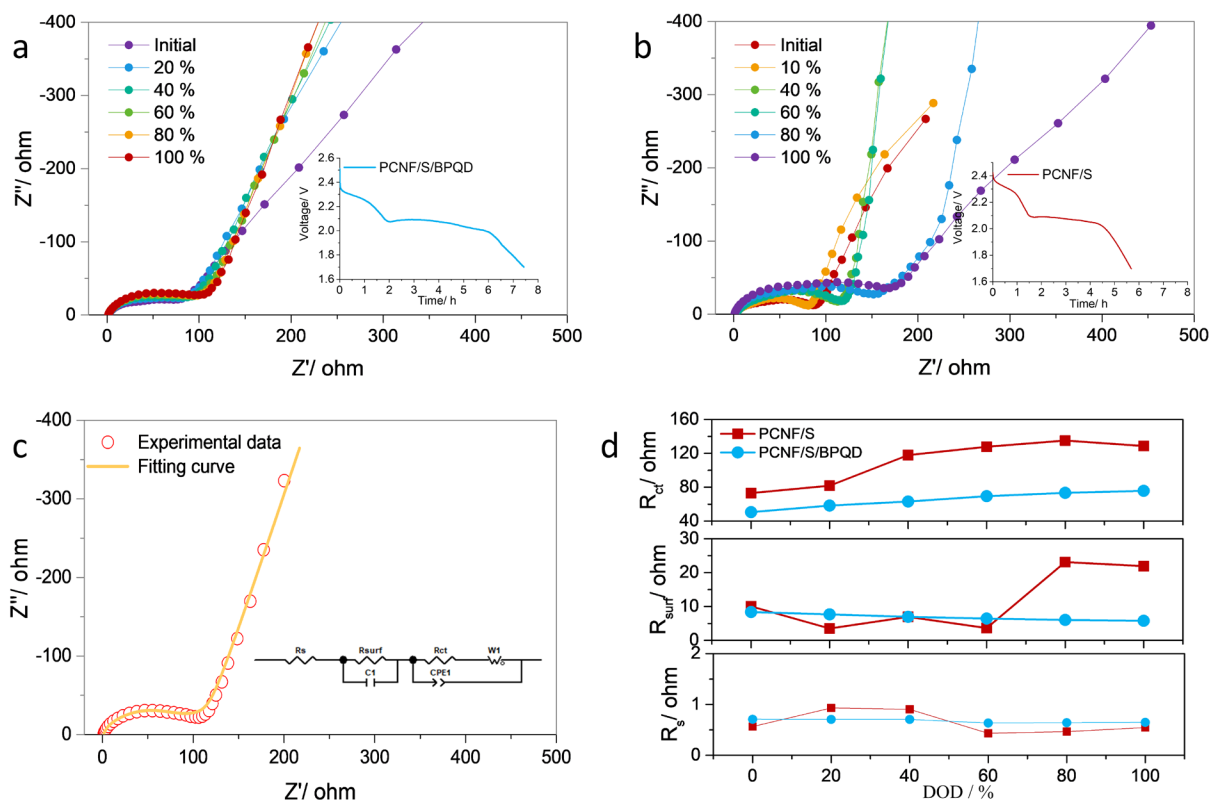 a
-400
-300
-200
-100
0
Z''/ ohm
Initial
20 %
40 %
60 %
80 %
100 %
2.6
2.4
2.2
2.0
1.8
1.6
Voltage/ V
PCNF/S/BPQD
0 1 2 3 4 5 6 7 8
Time/ h
0 100 200 300 400 500
Z'/ ohm
b
-400
-300
-200
-100
0
Z''/ ohm
Initial
10 %
40 %
60 %
80 %
100 %
2.4
2.2
2.0
1.8
1.6
Voltage/ V
PCNF/S
0 1 2 3 4 5 6 7 8
Time/ h
0 100 200 300 400 500
Z'/ ohm
c
-400
-300
-200
-100
0
Z''/ ohm
Experimental data
Fitting curve
Rs Rsurf Rct W1
C1 CPE1
0 100 200 300 400 500
Z'/ ohm
d
160
120
80
40
Rct/ ohm
PCNF/S
PCNF/S/BPQD
30
20
10
0
Rsurf/ ohm
2
1
0
Rs/ ohm
0 20 40 60 80 100
DOD / %